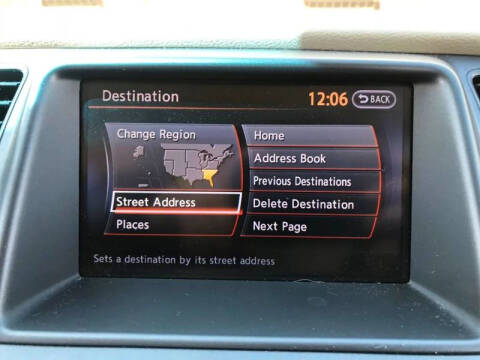 Destination
12:06
BACK
Change Region
Street Address
Places
Home
Address Book
Previous Destinations
Delete Destination
Next Page
Sets a destination by its street address